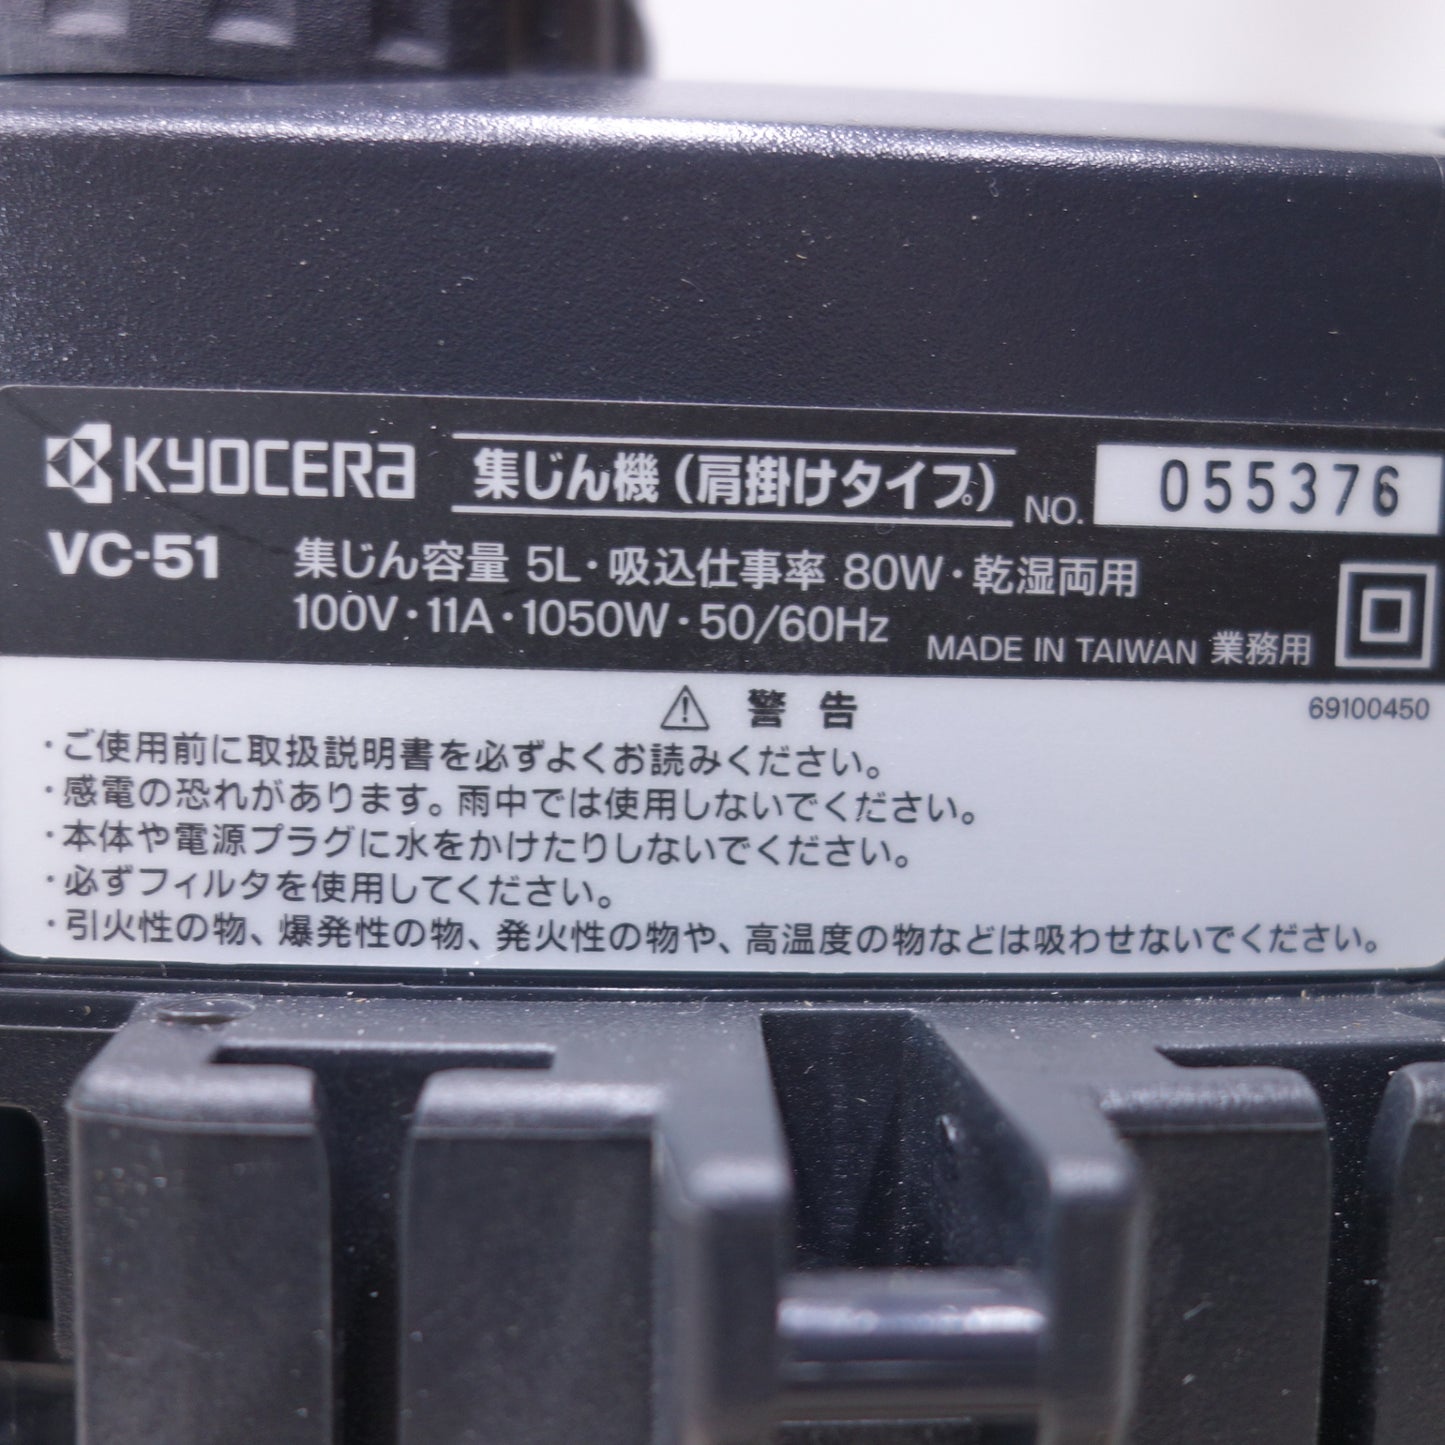 KYOCERA 集じん機(肩掛けタイプ) NO. 055376
VC-51 集じん容量 5L・吸込仕事率 80W・乾湿両用
100V・11A・1050W・50/60Hz MADE IN TAIWAN 業務用
69100450
⚠ 警告
・ご使用前に取扱説明書を必ずよくお読みください。
・感電の恐れがあります。雨中では使用しないでください。
・本体や電源プラグに水をかけたりしないでください。
・必ずフィルタを使用してください。
・引火性の物、爆発性の物、発火性の物や、高温度の物などは吸わせないでください。